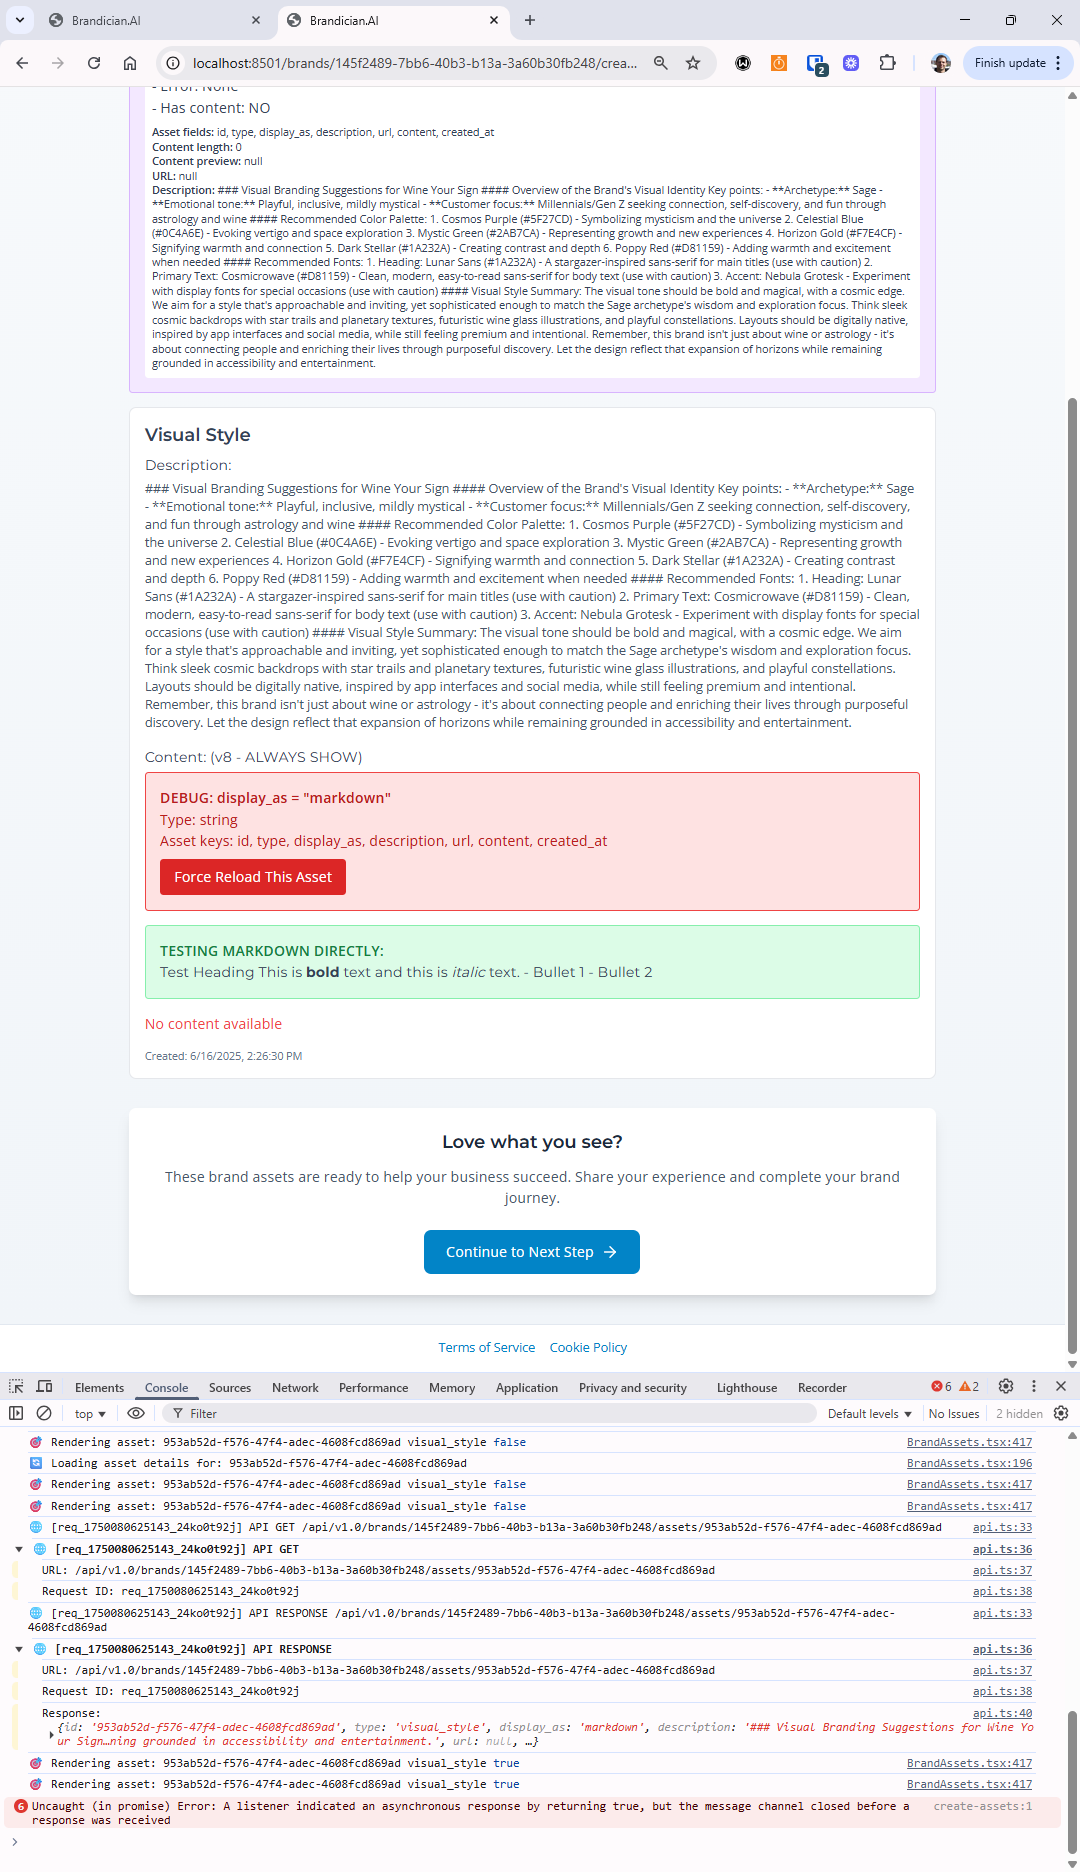 Brandician.AI
Brandician.AI
localhost:8501/brands/145f2489-7bb6-40b3-b13a-3a60b30fb248/crea...
2
Finish update
- Error: None
- Has content: NO
Asset fields: id, type, display_as, description, url, content, created_at
Content length: 0
Content preview: null
URL: null
Description: ### Visual Branding Suggestions for Wine Your Sign #### Overview of the Brand's Visual Identity Key points: - **Archetype:** Sage -
**Emotional tone:** Playful, inclusive, mildly mystical - **Customer focus:** Millennials/Gen Z seeking connection, self-discovery, and fun through
astrology and wine #### Recommended Color Palette: 1. Cosmos Purple (#5F27CD) - Symbolizing mysticism and the universe 2. Celestial Blue
(#0C4A6E) - Evoking vertigo and space exploration 3. Mystic Green (#2AB7CA) - Representing growth and new experiences 4. Horizon Gold (#F7E4CF) -
Signifying warmth and connection 5. Dark Stellar (#1A232A) - Creating contrast and depth 6. Poppy Red (#D81159) - Adding warmth and excitement
when needed #### Recommended Fonts: 1. Heading: Lunar Sans (#1A232A) - A stargazer-inspired sans-serif for main titles (use with caution) 2.
Primary Text: Cosmicrowave (#D81159) - Clean, modern, easy-to-read sans-serif for body text (use with caution) 3. Accent: Nebula Grotesk - Experiment
with display fonts for special occasions (use with caution) #### Visual Style Summary: The visual tone should be bold and magical, with a cosmic edge.
We aim for a style that's approachable and inviting, yet sophisticated enough to match the Sage archetype's wisdom and exploration focus. Think sleek
cosmic backdrops with star trails and planetary textures, futuristic wine glass illustrations, and playful constellations. Layouts should be digitally native,
inspired by app interfaces and social media, while still feeling premium and intentional. Remember, this brand isn't just about wine or astrology - it's
about connecting people and enriching their lives through purposeful discovery. Let the design reflect that expansion of horizons while remaining
grounded in accessibility and entertainment.
Visual Style
Description:
### Visual Branding Suggestions for Wine Your Sign #### Overview of the Brand's Visual Identity Key points: - **Archetype:** Sage
- **Emotional tone:** Playful, inclusive, mildly mystical - **Customer focus:** Millennials/Gen Z seeking connection, self-discovery,
and fun through astrology and wine #### Recommended Color Palette: 1. Cosmos Purple (#5F27CD) - Symbolizing mysticism and
the universe 2. Celestial Blue (#0C4A6E) - Evoking vertigo and space exploration 3. Mystic Green (#2AB7CA) - Representing growth
and new experiences 4. Horizon Gold (#F7E4CF) - Signifying warmth and connection 5. Dark Stellar (#1A232A) - Creating contrast
and depth 6. Poppy Red (#D81159) - Adding warmth and excitement when needed #### Recommended Fonts: 1. Heading: Lunar
Sans (#1A232A) - A stargazer-inspired sans-serif for main titles (use with caution) 2. Primary Text: Cosmicrowave (#D81159) - Clean,
modern, easy-to-read sans-serif for body text (use with caution) 3. Accent: Nebula Grotesk - Experiment with display fonts for special
occasions (use with caution) #### Visual Style Summary: The visual tone should be bold and magical, with a cosmic edge. We aim
for a style that's approachable and inviting, yet sophisticated enough to match the Sage archetype's wisdom and exploration focus.
Think sleek cosmic backdrops with star trails and planetary textures, futuristic wine glass illustrations, and playful constellations.
Layouts should be digitally native, inspired by app interfaces and social media, while still feeling premium and intentional.
Remember, this brand isn't just about wine or astrology - it's about connecting people and enriching their lives through purposeful
discovery. Let the design reflect that expansion of horizons while remaining grounded in accessibility and entertainment.
Content: (v8 - ALWAYS SHOW)
DEBUG: display_as = "markdown"
Type: string
Asset keys: id, type, display_as, description, url, content, created_at
Force Reload This Asset
TESTING MARKDOWN DIRECTLY:
Test Heading This is bold text and this is italic text. - Bullet 1 - Bullet 2
No content available
Created: 6/16/2025, 2:26:30 PM
Love what you see?
These brand assets are ready to help your business succeed. Share your experience and complete your brand
journey.
Continue to Next Step →
Terms of Service Cookie Policy
Elements Console Sources Network Performance Memory Application Privacy and security Lighthouse Recorder 6 2
top Filter Default levels No Issues 2 hidden
Rendering asset: 953ab52d-f576-47f4-adec-4608fcd869ad visual_style false BrandAssets.tsx:417
Loading asset details for: 953ab52d-f576-47f4-adec-4608fcd869ad BrandAssets.tsx:196
Rendering asset: 953ab52d-f576-47f4-adec-4608fcd869ad visual_style false BrandAssets.tsx:417
Rendering asset: 953ab52d-f576-47f4-adec-4608fcd869ad visual_style false BrandAssets.tsx:417
[req_1750080625143_24ko0t92j] API GET /api/v1.0/brands/145f2489-7bb6-40b3-b13a-3a60b30fb248/assets/953ab52d-f576-47f4-adec-4608fcd869ad api.ts:33
[req_1750080625143_24ko0t92j] API GET api.ts:36
URL: /api/v1.0/brands/145f2489-7bb6-40b3-b13a-3a60b30fb248/assets/953ab52d-f576-47f4-adec-4608fcd869ad api.ts:37
Request ID: req_1750080625143_24ko0t92j api.ts:38
[req_1750080625143_24ko0t92j] API RESPONSE /api/v1.0/brands/145f2489-7bb6-40b3-b13a-3a60b30fb248/assets/953ab52d-f576-47f4-adec- api.ts:33
4608fcd869ad
[req_1750080625143_24ko0t92j] API RESPONSE api.ts:36
URL: /api/v1.0/brands/145f2489-7bb6-40b3-b13a-3a60b30fb248/assets/953ab52d-f576-47f4-adec-4608fcd869ad api.ts:37
Request ID: req_1750080625143_24ko0t92j api.ts:38
Response: api.ts:40
{id: '953ab52d-f576-47f4-adec-4608fcd869ad', type: 'visual_style', display_as: 'markdown', description: '### Visual Branding Suggestions for Wine Yo
ur Sign…ning grounded in accessibility and entertainment.', url: null, …}
Rendering asset: 953ab52d-f576-47f4-adec-4608fcd869ad visual_style true BrandAssets.tsx:417
Rendering asset: 953ab52d-f576-47f4-adec-4608fcd869ad visual_style true BrandAssets.tsx:417
6 Uncaught (in promise) Error: A listener indicated an asynchronous response by returning true, but the message channel closed before a create-assets:1
response was received